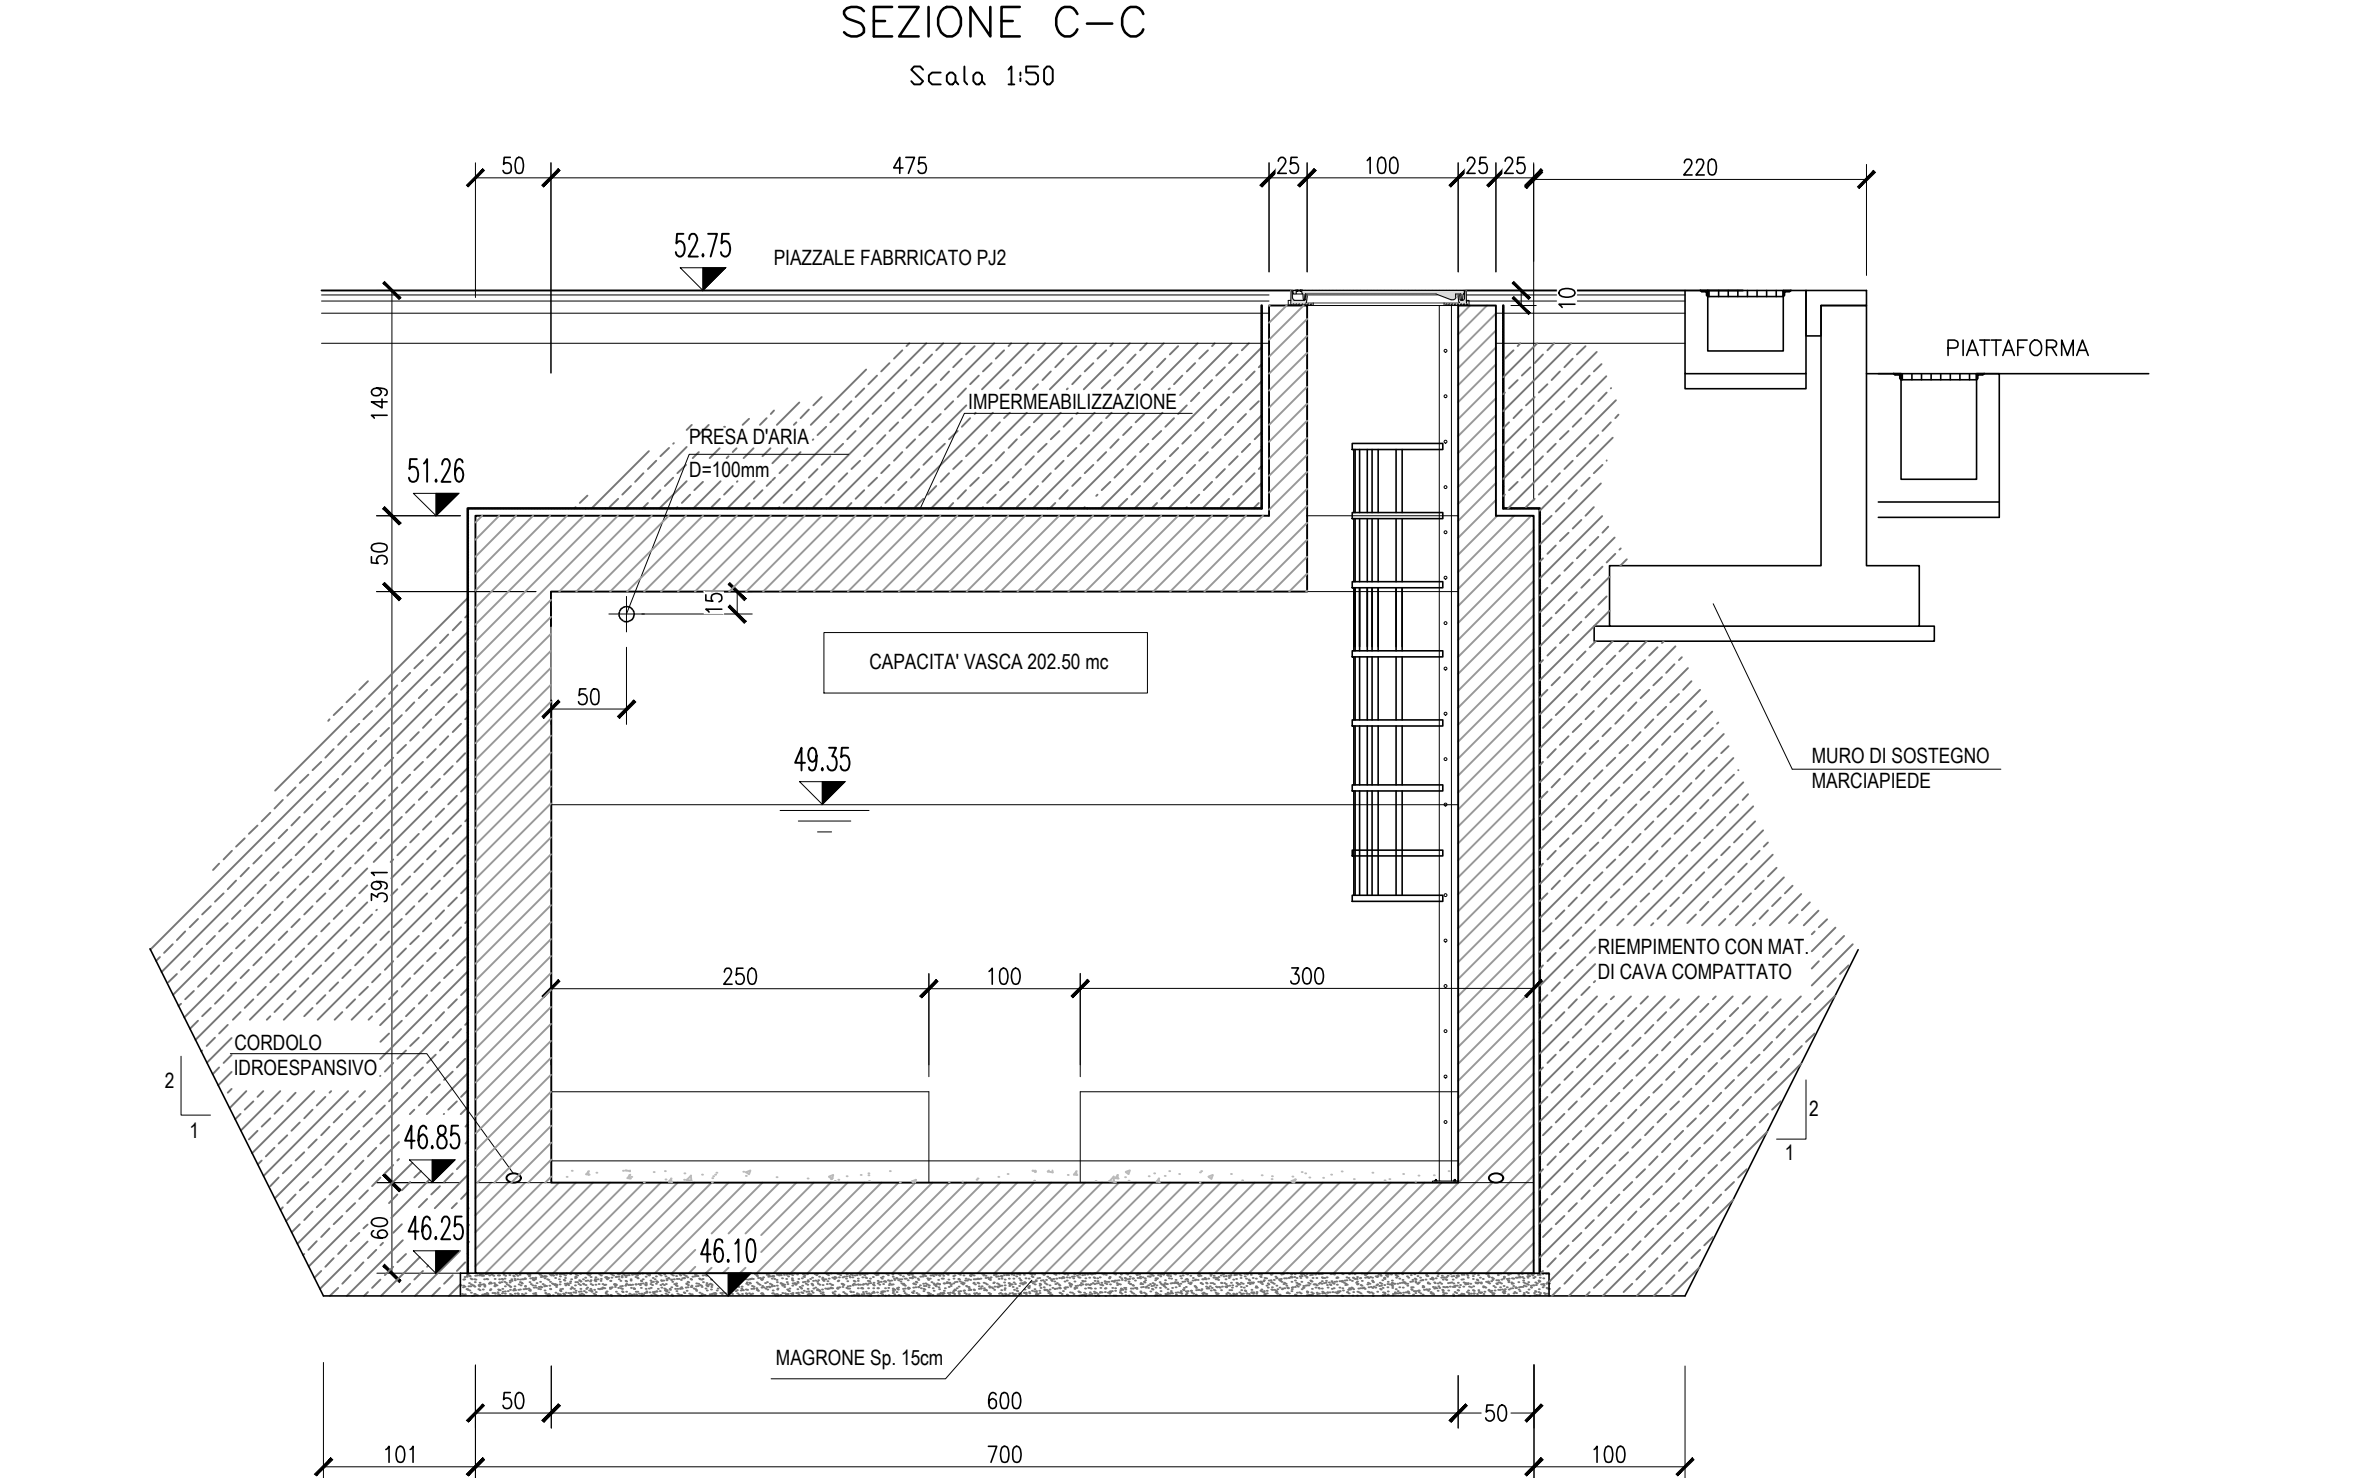 SEZIONE C-C
Scala 1:50
50 475 25 100 25 25 220
52.75 PIAZZALE FABRRICATO PJ2
10
PIATTAFORMA
149
IMPERMEABILIZZAZIONE
PRESA D'ARIA
D=100mm
51.26
50
15
CAPACITA' VASCA 202.50 mc
50
49.35
MURO DI SOSTEGNO
MARCIAPIEDE
391
RIEMPIMENTO CON MAT.
DI CAVA COMPATTATO
250 100 300
CORDOLO
IDROESPANSIVO
2
1
2
1
46.85
60
46.25
46.10
MAGRONE Sp. 15cm
50 600 50
101 700 100